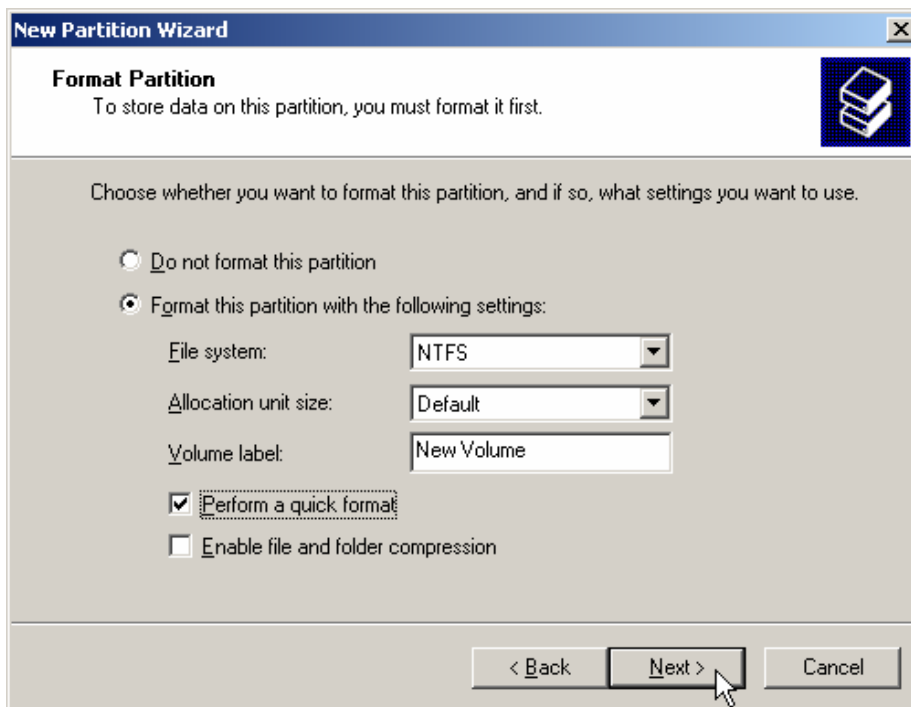 New Partition Wizard
Format Partition
To store data on this partition, you must format it first.
Choose whether you want to format this partition, and if so, what settings you want to use.
Do not format this partition
Format this partition with the following settings:
File system: NTFS
Allocation unit size: Default
Volume label: New Volume
Perform a quick format
Enable file and folder compression
< Back Next > Cancel